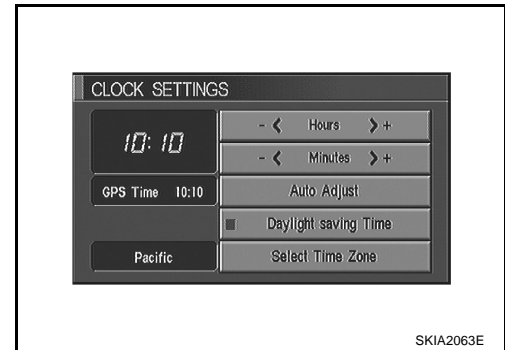 CLOCK SETTINGS
10:10
- < Hours > +
- < Minutes > +
GPS Time 10:10
Auto Adjust
Daylight saving Time
Pacific
Select Time Zone
SKIA2063E